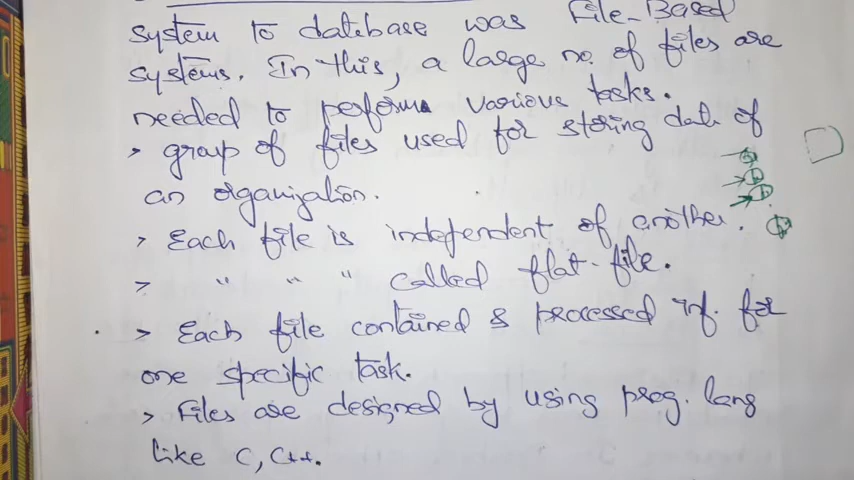 system to database was File-Based
systems. In this, a large no. of files are
needed to perform various tasks.
> group of files used for storing data of
an organization.
> Each file is independent of another.
> " " " called flat-file.
> Each file contained & processed inf. for
one specific task.
> Files are designed by using prog. lang
like C, C++.